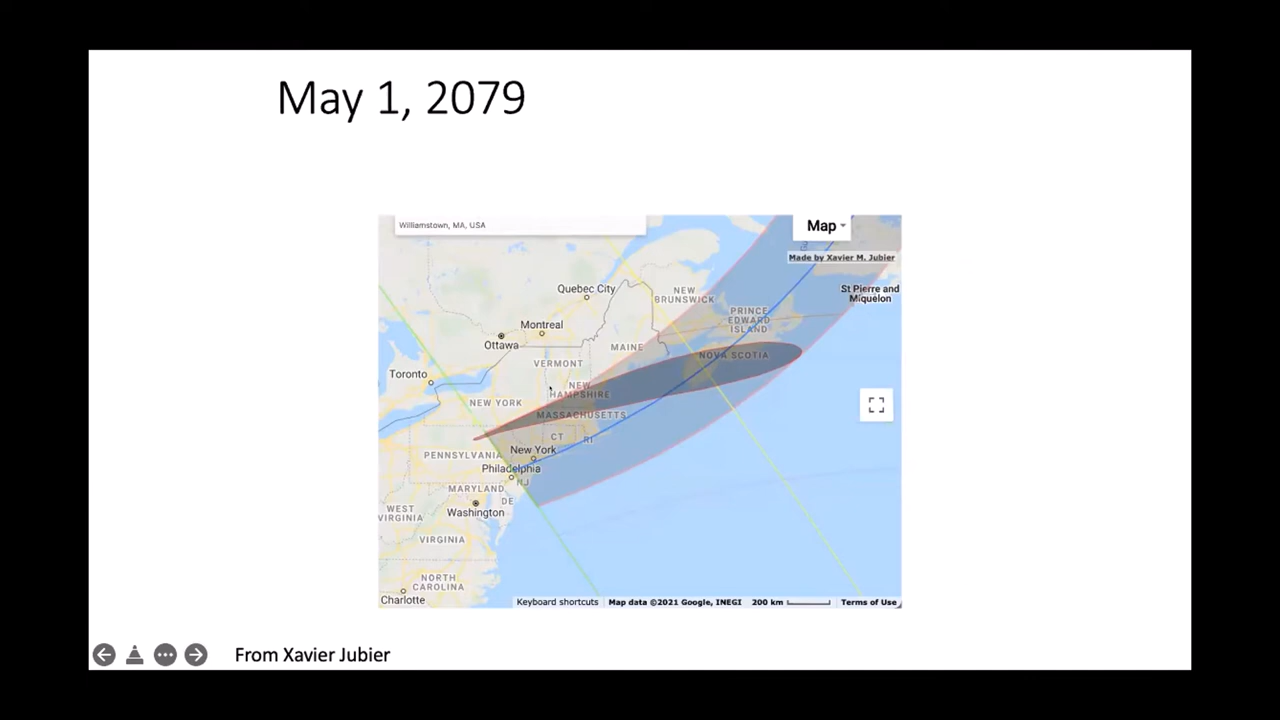 May 1, 2079
Williamstown, MA, USA
Map
Made by Xavier M. Jubier
St Pierre and
Miquelon
Quebec City
NEW
BRUNSWICK
PRINCE
EDWARD
ISLAND
Montreal
Ottawa
MAINE
NOVA SCOTIA
VERMONT
Toronto
NEW
HAMPSHIRE
NEW YORK
MASSACHUSETTS
CT
RI
New York
PENNSYLVANIA
Philadelphia
NJ
MARYLAND
DE
WEST
VIRGINIA
Washington
VIRGINIA
NORTH
CAROLINA
Charlotte
Keyboard shortcuts
Map data ©2021 Google, INEGI
200 km
Terms of Use
From Xavier Jubier